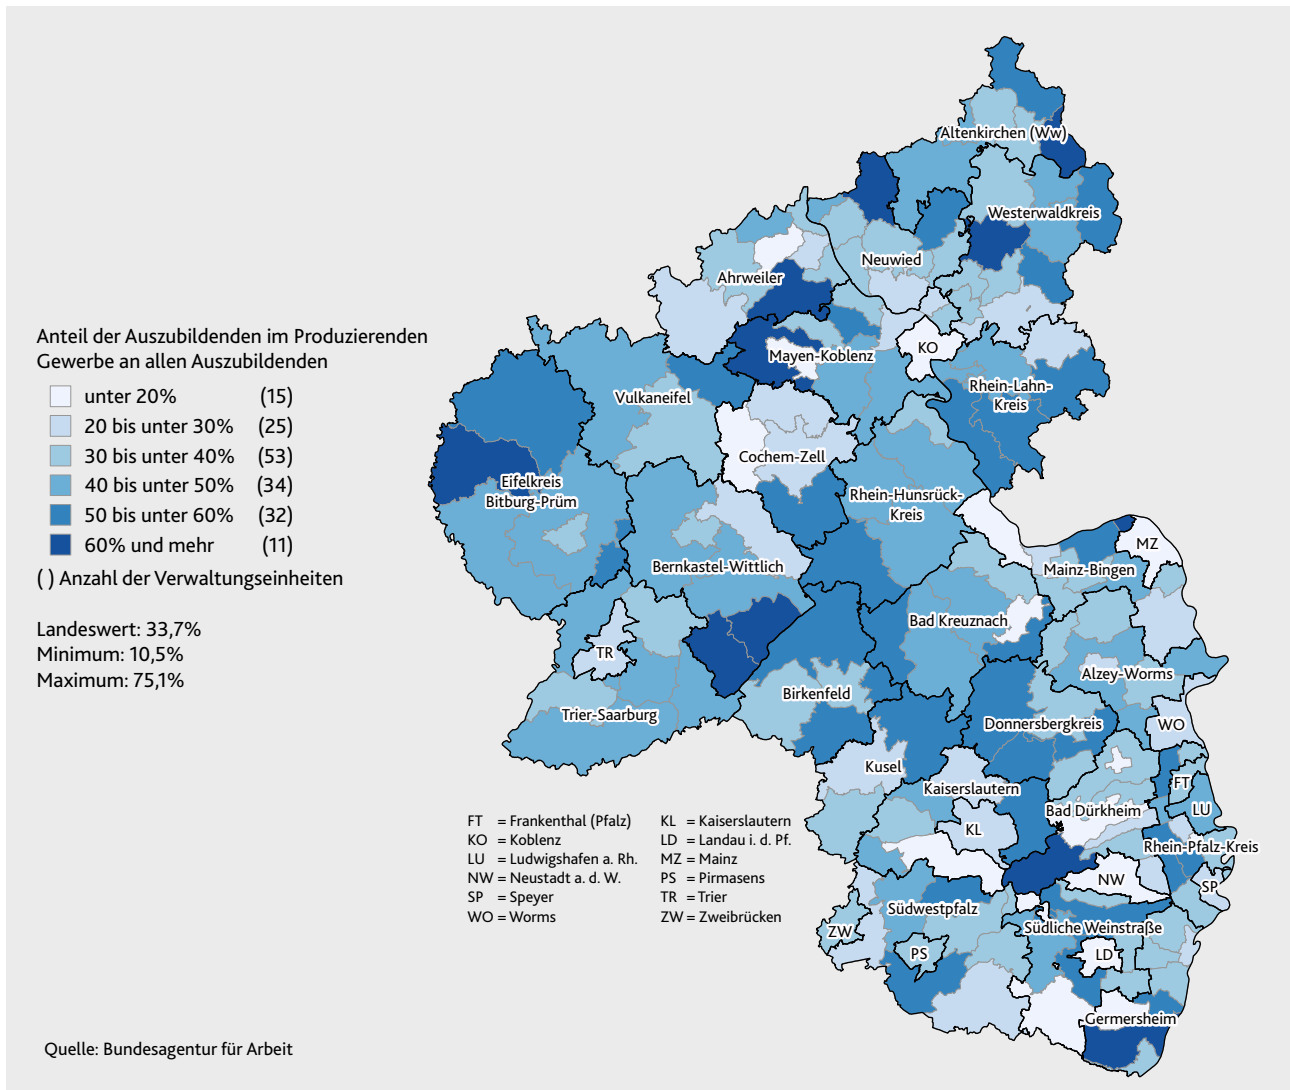 Altenkirchen (Ww)
Westerwaldkreis
Neuwied
Ahrweiler
Anteil der Auszubildenden im Produzierenden
Gewerbe an allen Auszubildenden
unter 20% (15)
20 bis unter 30% (25)
30 bis unter 40% (53)
40 bis unter 50% (34)
50 bis unter 60% (32)
60% und mehr (11)
( ) Anzahl der Verwaltungseinheiten
Landeswert: 33,7%
Minimum: 10,5%
Maximum: 75,1%
KO
Mayen-Koblenz
Rhein-Lahn-
Kreis
Vulkaneifel
Cochem-Zell
Eifelkreis
Bitburg-Prüm
Rhein-Hunsrück-
Kreis
MZ
Mainz-Bingen
Bernkastel-Wittlich
Bad Kreuznach
TR
Alzey-Worms
Birkenfeld
Trier-Saarburg
Donnersbergkreis
WO
Kusel
Kaiserslautern
FT
Bad Dürkheim
LU
KL
Rhein-Pfalz-Kreis
NW
SP
Südwestpfalz
Südliche Weinstraße
ZW
PS
LD
Germersheim
FT = Frankenthal (Pfalz)
KO = Koblenz
LU = Ludwigshafen a. Rh.
NW = Neustadt a. d. W.
SP = Speyer
WO = Worms
KL = Kaiserslautern
LD = Landau i. d. Pf.
MZ = Mainz
PS = Pirmasens
TR = Trier
ZW = Zweibrücken
Quelle: Bundesagentur für Arbeit